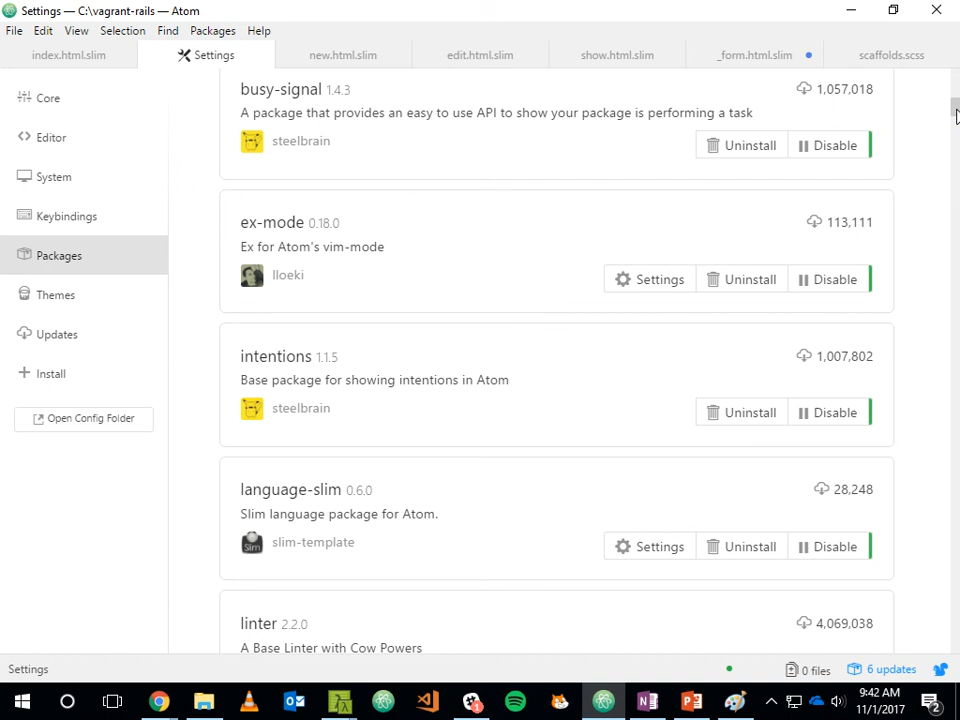 Settings — C:\vagrant-rails — Atom
File Edit View Selection Find Packages Help
index.html.slim Settings new.html.slim edit.html.slim show.html.slim _form.html.slim scaffolds.scss
Core
Editor
System
Keybindings
Packages
Themes
Updates
Install
Open Config Folder
busy-signal 1.4.3 1,057,018
A package that provides an easy to use API to show your package is performing a task
steelbrain
Uninstall Disable
ex-mode 0.18.0 113,111
Ex for Atom's vim-mode
lloeki
Settings Uninstall Disable
intentions 1.1.5 1,007,802
Base package for showing intentions in Atom
steelbrain
Uninstall Disable
language-slim 0.6.0 28,248
Slim language package for Atom.
Slim slim-template
Settings Uninstall Disable
linter 2.2.0 4,069,038
A Base Linter with Cow Powers
Settings 0 files 6 updates
9:42 AM
11/1/2017
2